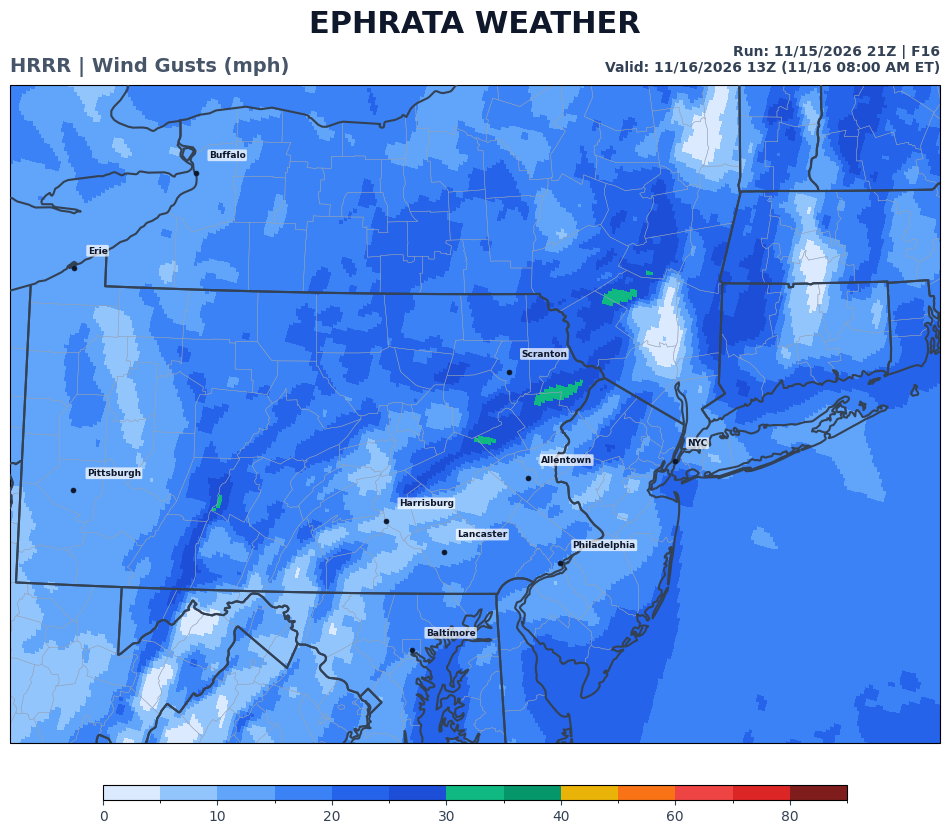 EPHRATA WEATHER
HRRR | Wind Gusts (mph)
Run: 11/15/2026 21Z | F16
Valid: 11/16/2026 13Z (11/16 08:00 AM ET)
Buffalo
Erie
Scranton
NYC
Allentown
Pittsburgh
Harrisburg
Lancaster
Philadelphia
Baltimore
0 10 20 30 40 60 80